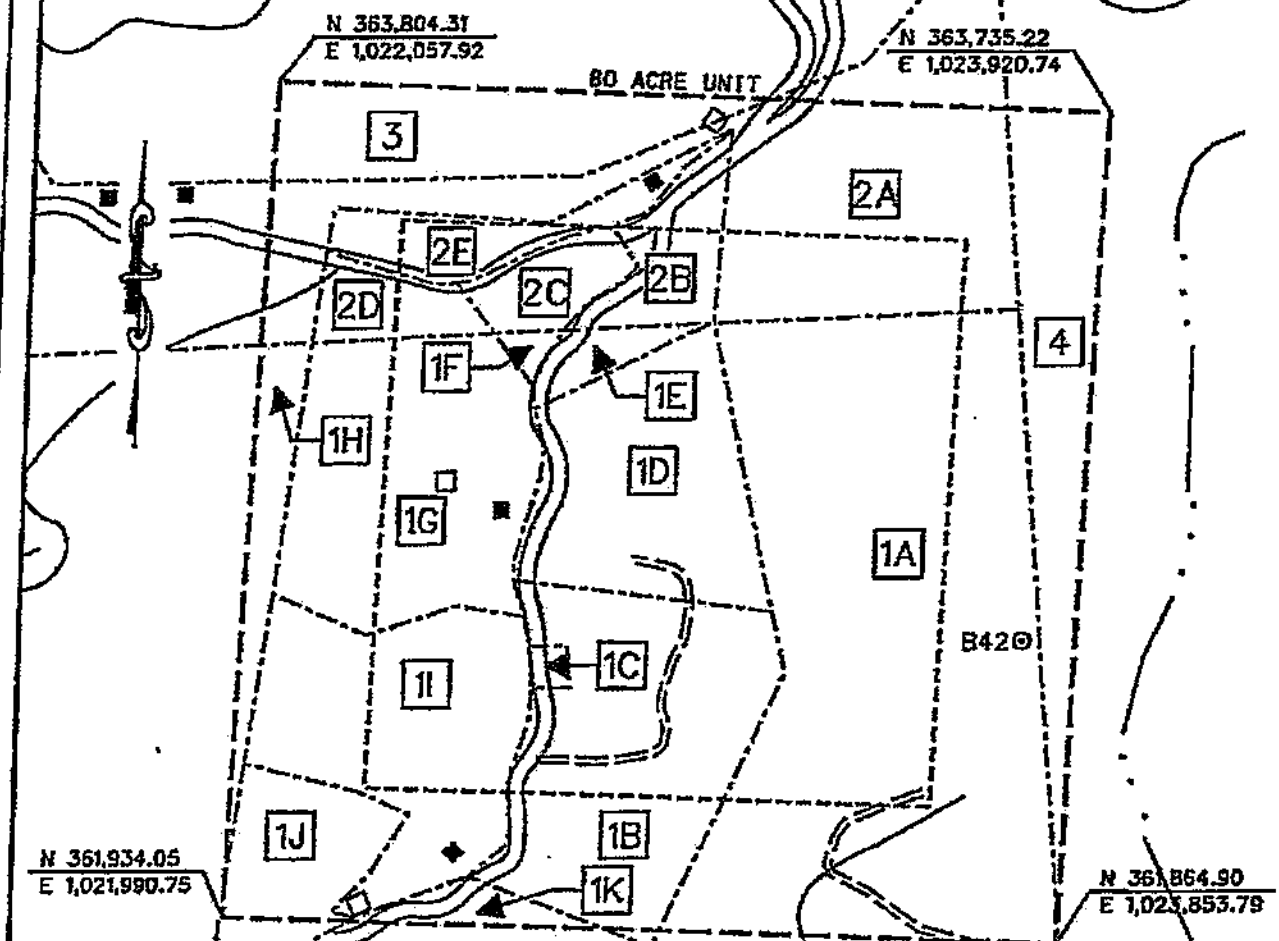 N 363,804.31
E 1,022,057.92
N 363,735.22
E 1,023,920.74
80 ACRE UNIT
3
2A
2E
2B
2C
2D
4
1F
1E
1H
1D
1G
1A
B42
1C
1I
1J
1B
N 361,934.05
E 1,021,990.75
1K
N 361,864.90
E 1,023,853.79